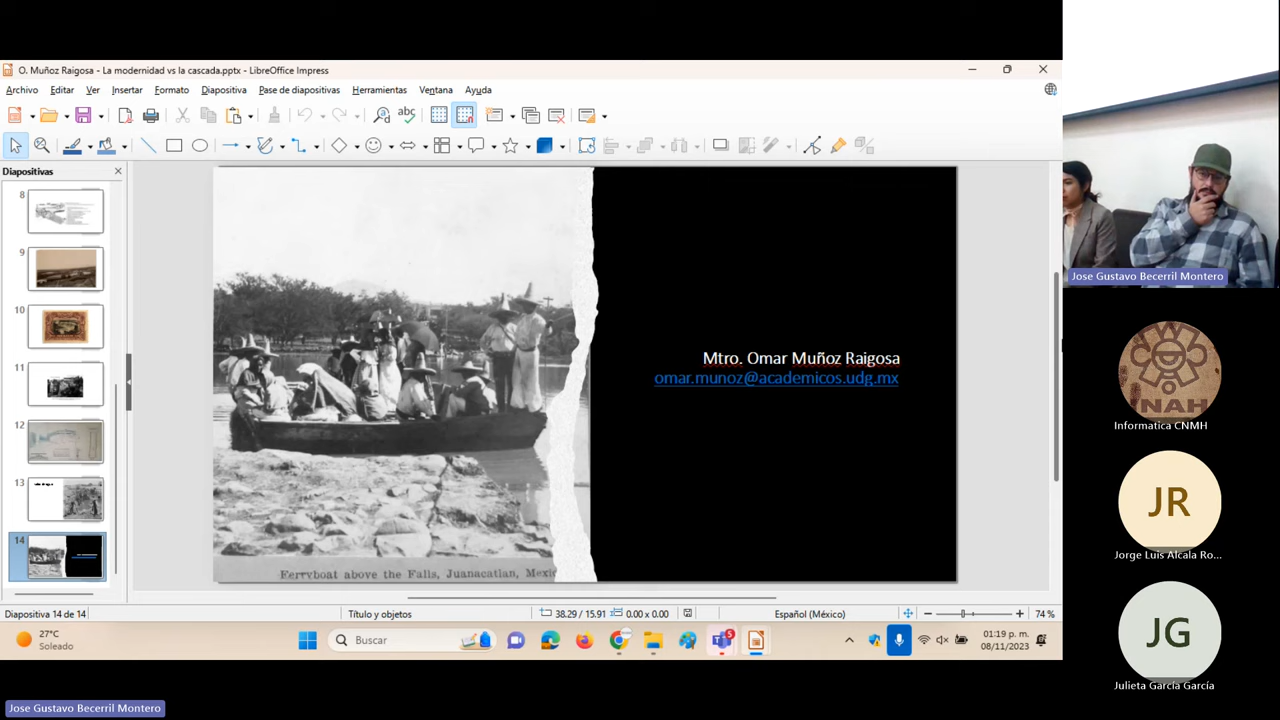 O. Muñoz Raigosa - La modernidad vs la cascada.pptx - LibreOffice Impress
Archivo Editar Ver Insertar Formato Diapositiva Pase de diapositivas Herramientas Ventana Ayuda
abc
Diapositivas
8
9
10
11
12
13
14
Mtro. Omar Muñoz Raigosa
omar.munoz@academicos.udg.mx
Ferryboat above the Falls, Juanacatlan,
Diapositiva 14 de 14 Título y objetos 38.29 / 15.91 0.00 x 0.00 Español (México) 74 %
27°C
Soleado
Buscar
5
01:19 p. m.
08/11/2023
Jose Gustavo Becerril Montero
INAH
Informatica CNMH
JR
Jorge Luis Alcala Ro...
JG
Julieta García García
Jose Gustavo Becerril Montero